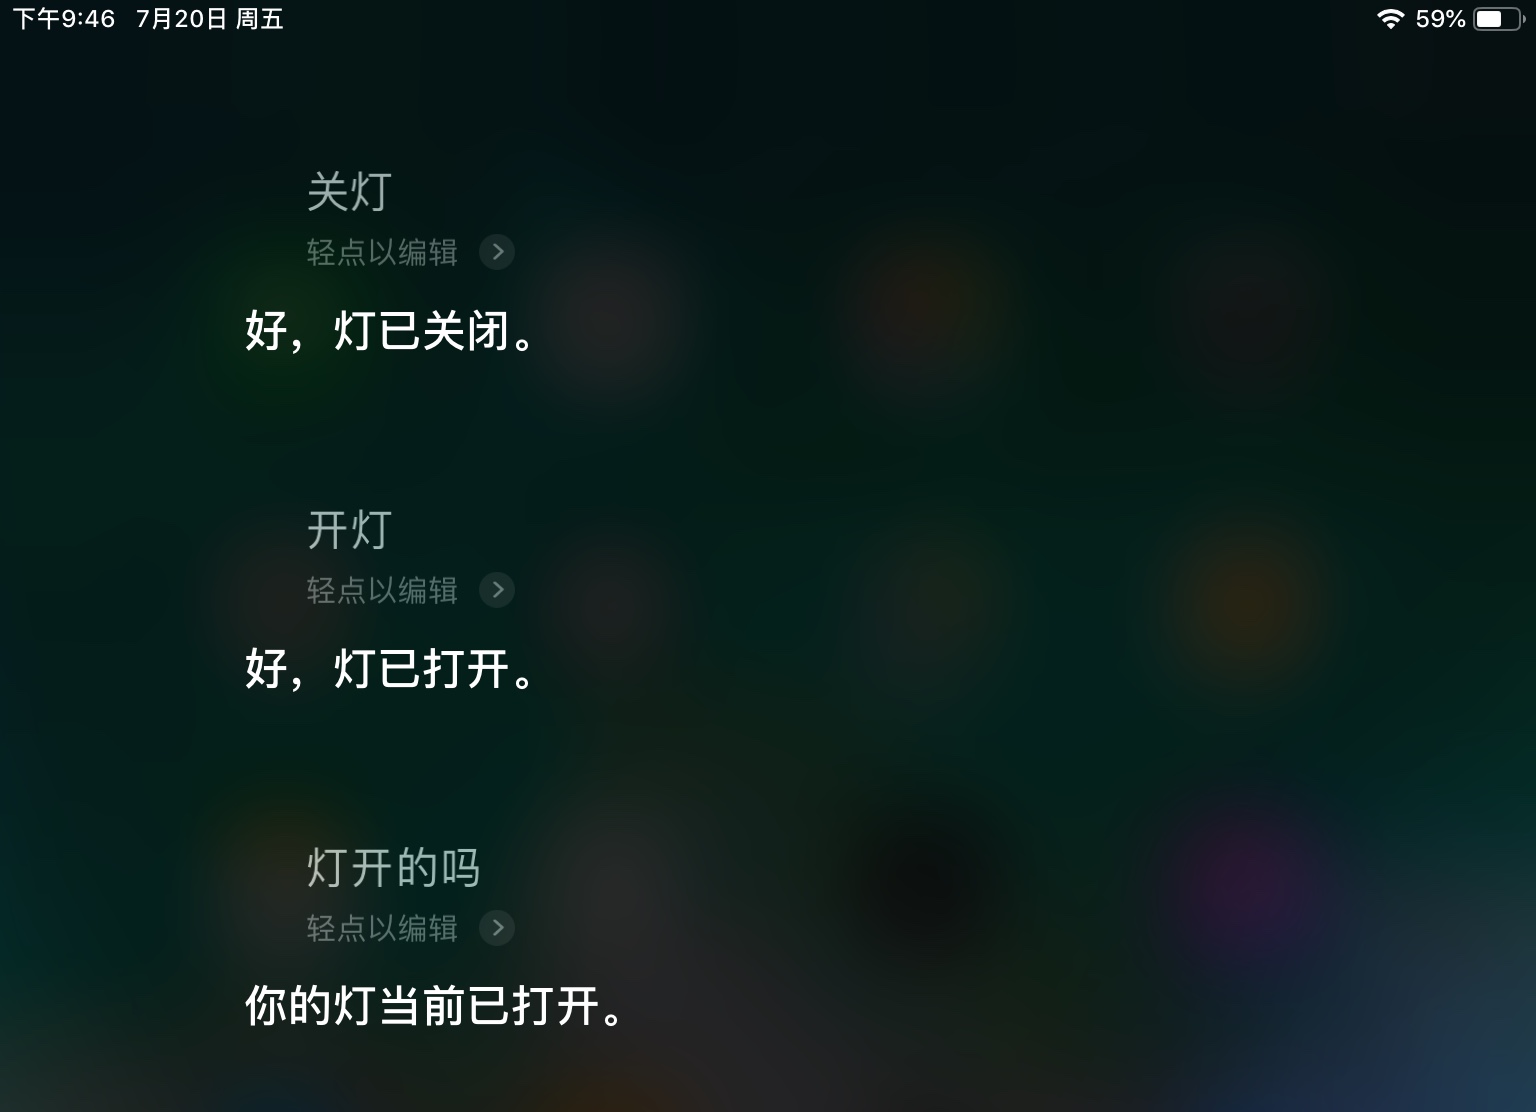 下午9:46 7月20日 周五 59%
关灯
轻点以编辑
好，灯已关闭。
开灯
轻点以编辑
好，灯已打开。
灯开的吗
轻点以编辑
你的灯当前已打开。